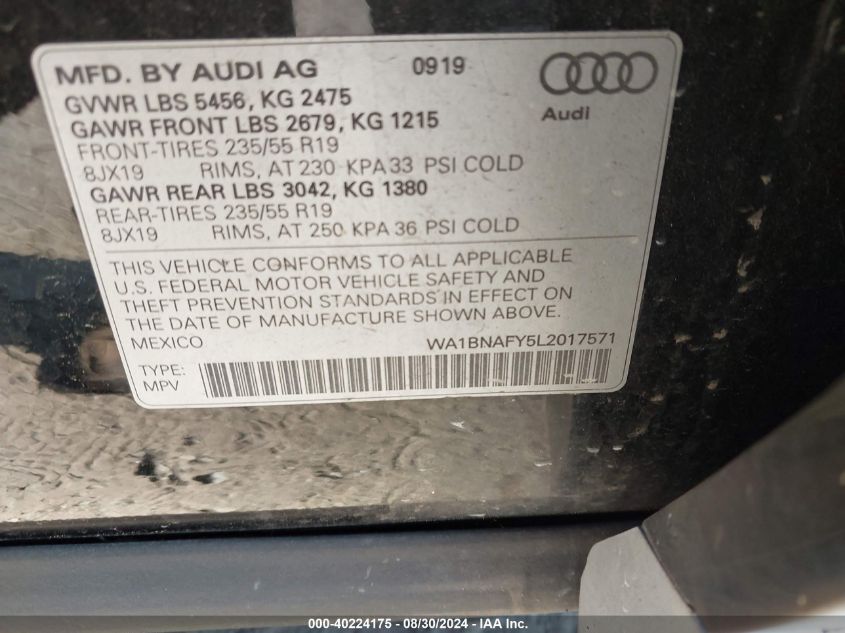 MFD. BY AUDI AG 0919
GVWR LBS 5456, KG 2475
GAWR FRONT LBS 2679, KG 1215
FRONT-TIRES 235/55 R19
8JX19 RIMS, AT 230 KPA 33 PSI COLD
GAWR REAR LBS 3042, KG 1380
REAR-TIRES 235/55 R19
8JX19 RIMS, AT 250 KPA 36 PSI COLD
Audi
THIS VEHICLE CONFORMS TO ALL APPLICABLE
U.S. FEDERAL MOTOR VEHICLE SAFETY AND
THEFT PREVENTION STANDARDS IN EFFECT ON
THE DATE OF MANUFACTURE SHOWN ABOVE.
MEXICO WA1BNAFY5L2017571
TYPE:
MPV
000-40224175 - 08/30/2024 - IAA Inc.